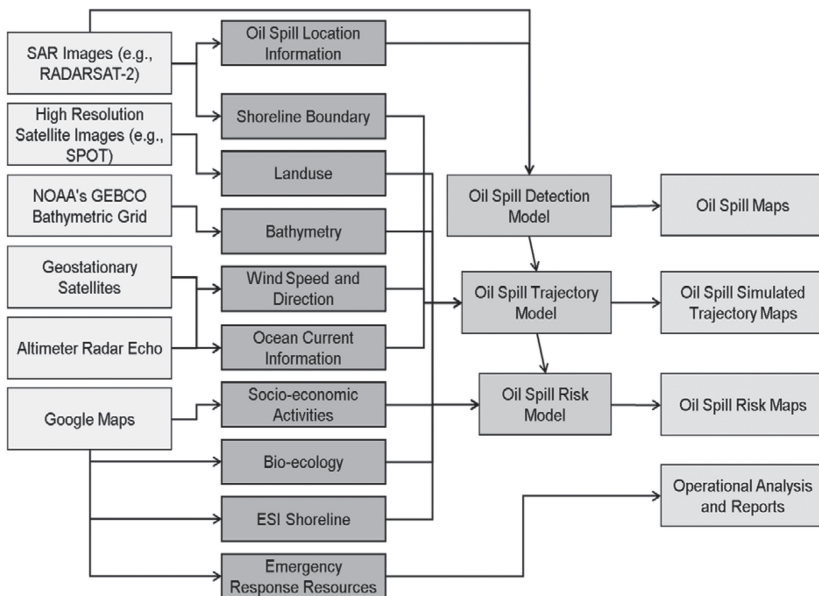 SAR Images (e.g.,
RADARSAT-2)
High Resolution
Satellite Images (e.g.,
SPOT)
NOAA's GEBCO
Bathymetric Grid
Geostationary
Satellites
Altimeter Radar Echo
Google Maps
Oil Spill Location
Information
Shoreline Boundary
Landuse
Bathymetry
Wind Speed and
Direction
Ocean Current
Information
Socio-economic
Activities
Bio-ecology
ESI Shoreline
Emergency
Response Resources
Oil Spill Detection
Model
Oil Spill Trajectory
Model
Oil Spill Risk
Model
Oil Spill Maps
Oil Spill Simulated
Trajectory Maps
Oil Spill Risk Maps
Operational Analysis
and Reports